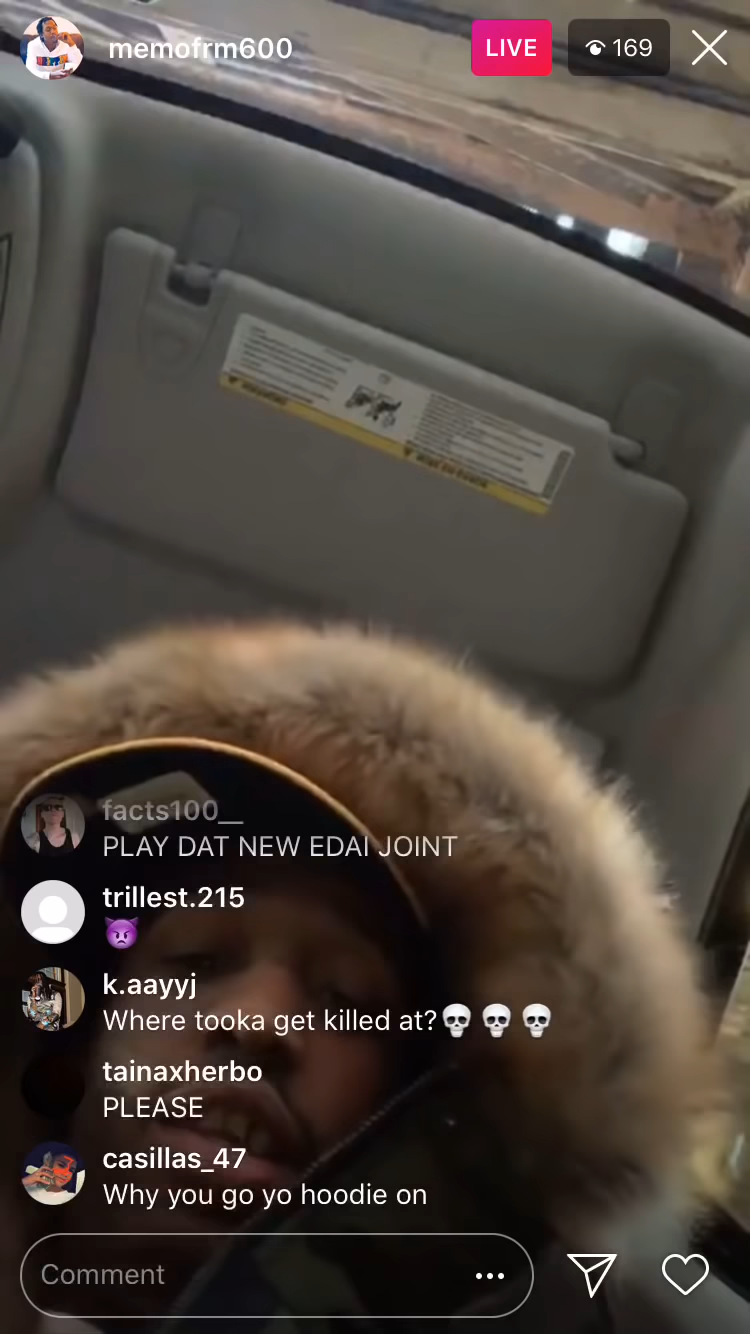 memofrm600
LIVE
169
facts100__
PLAY DAT NEW EDAI JOINT
trillest.215
👿
k.aayyj
Where tooka get killed at?💀💀💀
tainaxherbo
PLEASE
casillas_47
Why you go yo hoodie on
Comment